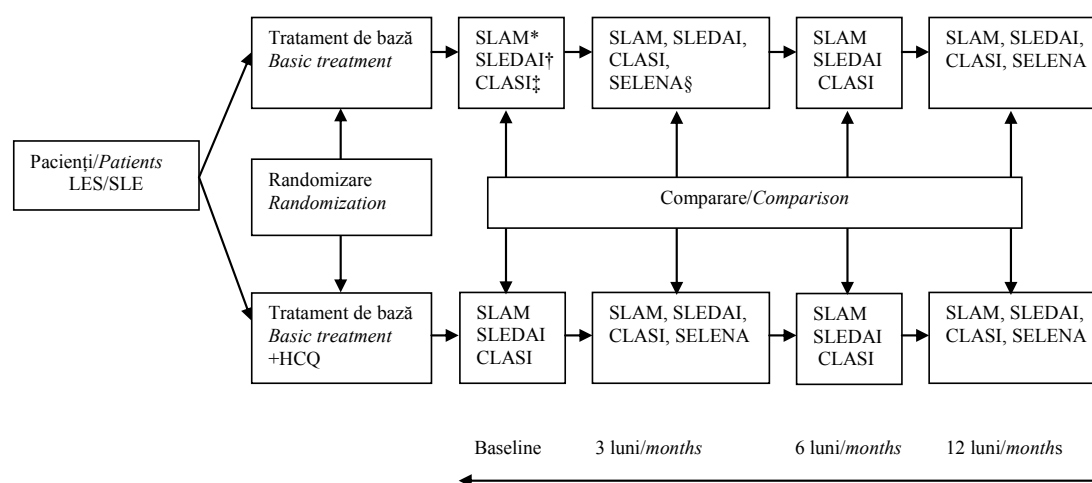 Tratament de bază
Basic treatment
SLAM*
SLEDAI†
CLASI‡
SLAM, SLEDAI,
CLASI,
SELENA§
SLAM
SLEDAI
CLASI
SLAM, SLEDAI,
CLASI, SELENA
Pacienți/Patients
LES/SLE
Randomizare
Randomization
Comparare/Comparison
Tratament de bază
Basic treatment
+HCQ
SLAM
SLEDAI
CLASI
SLAM, SLEDAI,
CLASI, SELENA
SLAM
SLEDAI
CLASI
SLAM, SLEDAI,
CLASI, SELENA
Baseline
3 luni/months
6 luni/months
12 luni/months